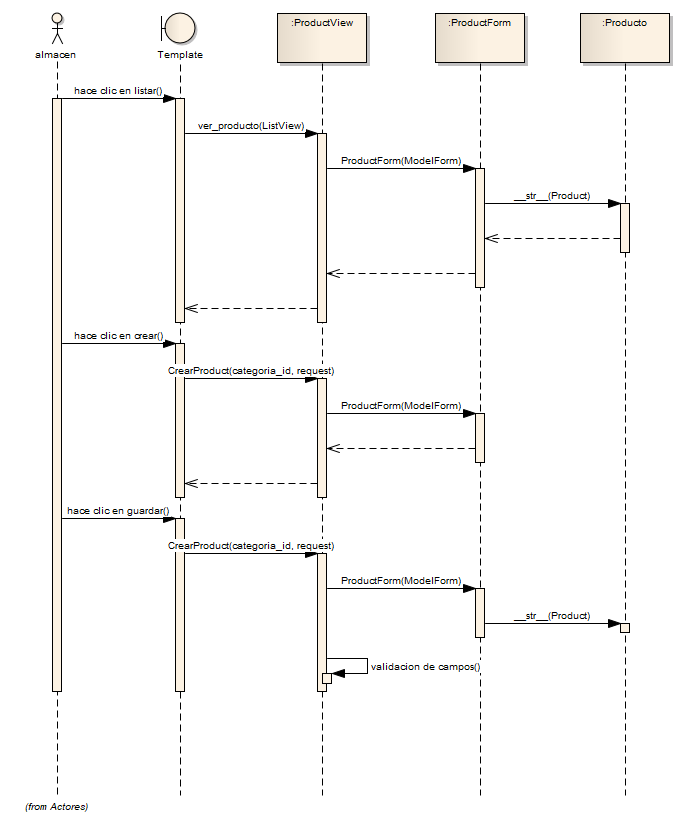 :ProductView
:ProductForm
:Producto
almacen
Template
hace clic en listar()
ver_producto(ListView)
ProductForm(ModelForm)
__str__(Product)
hace clic en crear()
CrearProduct(categoria_id, request)
ProductForm(ModelForm)
hace clic en guardar()
CrearProduct(categoria_id, request)
ProductForm(ModelForm)
__str__(Product)
validacion de campos()
(from Actores)